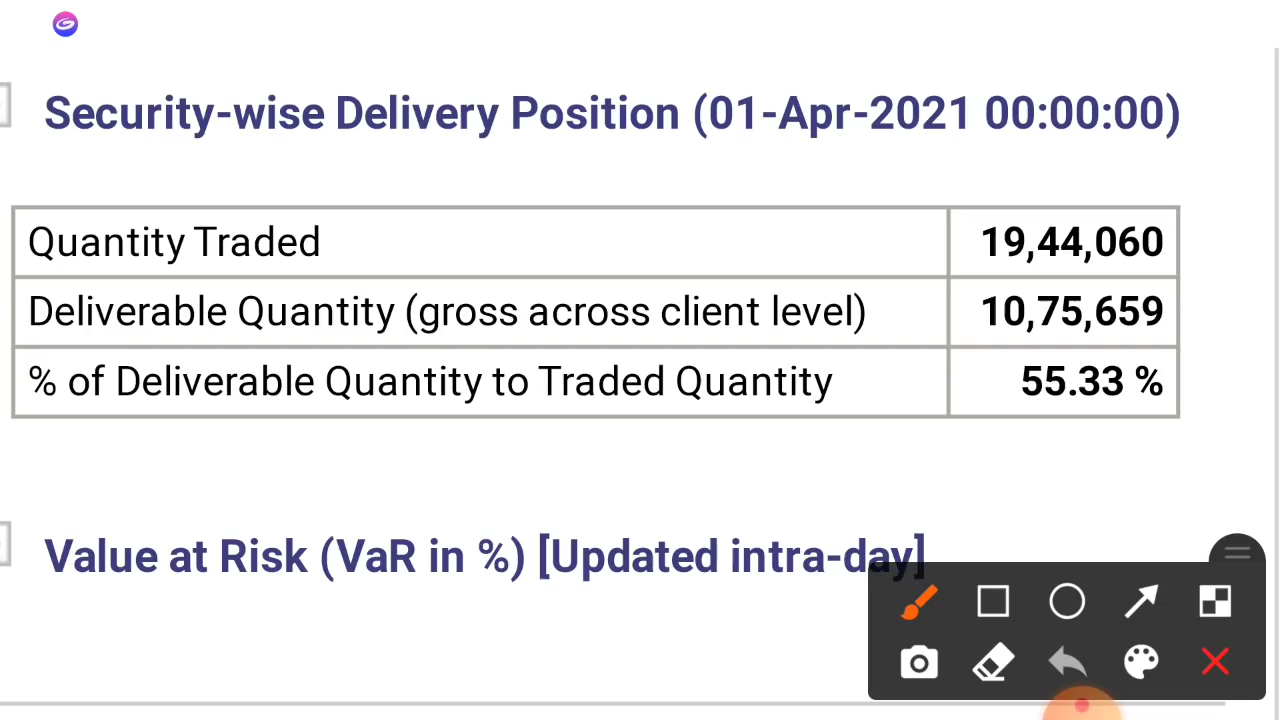 Security-wise Delivery Position (01-Apr-2021 00:00:00)
Quantity Traded 19,44,060
Deliverable Quantity (gross across client level) 10,75,659
% of Deliverable Quantity to Traded Quantity 55.33 %
Value at Risk (VaR in %) [Updated intra-day]